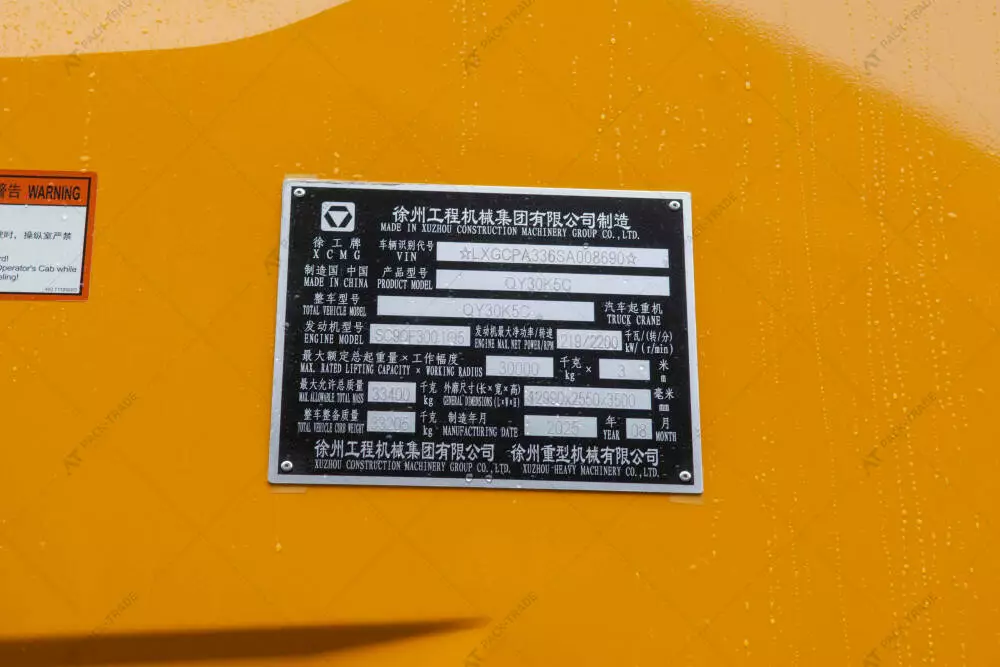 警告 WARNING
时，操纵室严禁
rd!
Operator's Cab while
eling!
徐州工程机械集团有限公司制造
MADE IN XUZHOU CONSTRUCTION MACHINERY GROUP CO., LTD.
徐工牌
XCMG
车辆识别代号
VIN
☆LXGCPA336SA008690☆
制造国 中国
MADE IN CHINA
产品型号
PRODUCT MODEL
QY30K5C
整车型号
TOTAL VEHICLE MODEL
QY30K5C
汽车起重机
TRUCK CRANE
发动机型号
ENGINE MODEL
发动机最大净功率/转速
ENGINE MAX. NET POWER/RPM
219/2200
千瓦/(转/分)
kW/ (r/min)
最大额定总起重量 × 工作幅度
MAX. RATED LIFTING CAPACITY × WORKING RADIUS
30000
千克
kg
×
3
米
m
最大允许总质量
MAX ALLOWABLE TOTAL MASS
33400
千克
kg
外廓尺寸(长×宽×高)
GENERAL DIMENSIONS (L×W×H)
12990x2550x3500
毫米
mm
整车整备质量
TOTAL VEHICLE CURB WEIGHT
33205
千克
kg
制造年月
MANUFACTURING DATE
2025
年
YEAR
08
月
MONTH
徐州工程机械集团有限公司 徐州重型机械有限公司
XUZHOU CONSTRUCTION MACHINERY GROUP CO., LTD. XUZHOU HEAVY MACHINERY CO., LTD.
AT PACK-TRADE